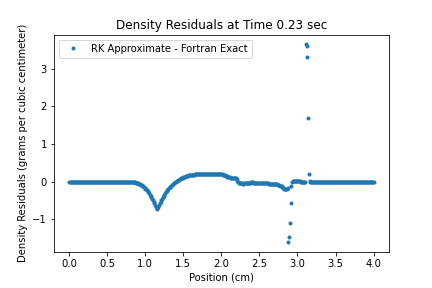 Density Residuals at Time 0.23 sec
RK Approximate - Fortran Exact
Density Residuals (grams per cubic centimeter)
3
2
1
0
−1
0.0 0.5 1.0 1.5 2.0 2.5 3.0 3.5 4.0
Position (cm)